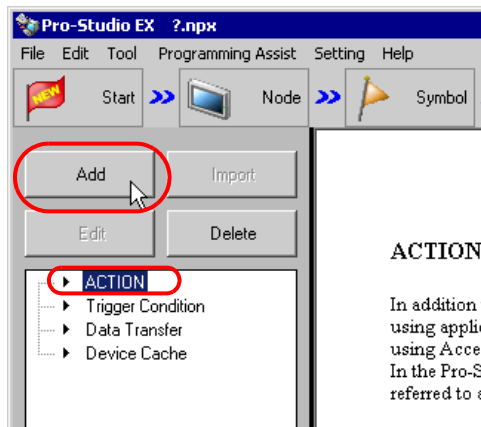 Pro-Studio EX ?.npx
File Edit Tool Programming Assist Setting Help
NEW Start Node Symbol
Add Import
Edit Delete
ACTION
Trigger Condition
Data Transfer
Device Cache
ACTION
In addition
using appli
using Acce
In the Pro-S
referred to a